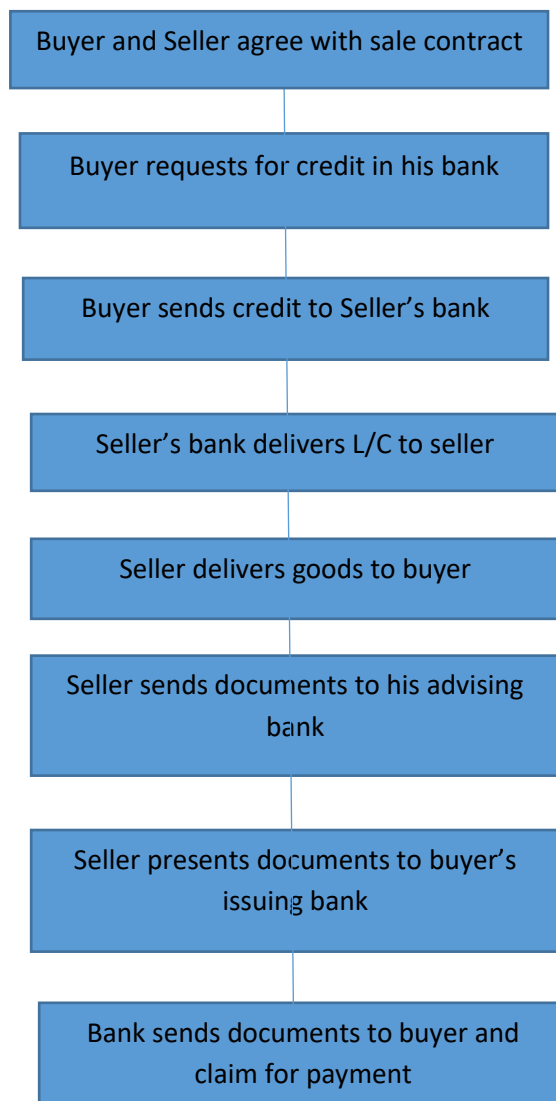 Buyer and Seller agree with sale contract
Buyer requests for credit in his bank
Buyer sends credit to Seller’s bank
Seller’s bank delivers L/C to seller
Seller delivers goods to buyer
Seller sends documents to his advising
bank
Seller presents documents to buyer’s
issuing bank
Bank sends documents to buyer and
claim for payment